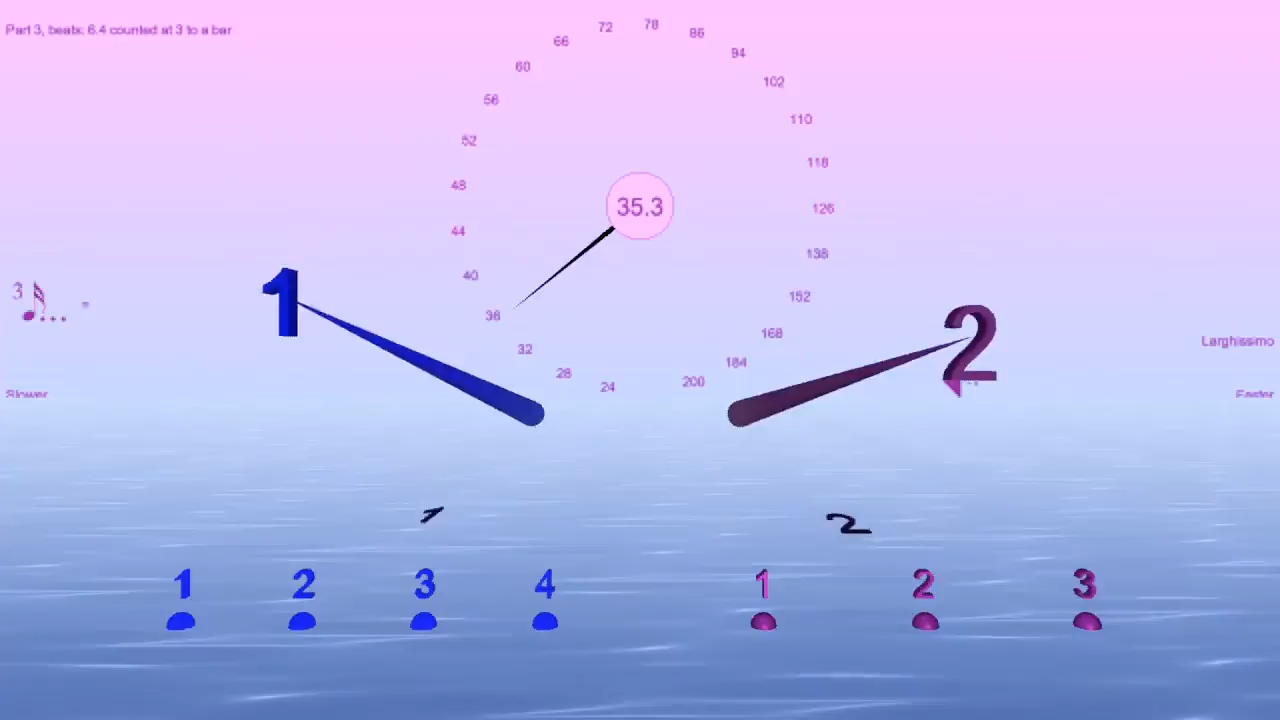 Part 3, beats: 6.4 counted at 3 to a bar
72 78 86
66 94
60 102
56 110
52 118
48 126
44 138
40 152
36 168
32 184
28 24 200
35.3
1 2
3
=
Larghissimo
Slower Faster
1 2
1 2 3 4 1 2 3